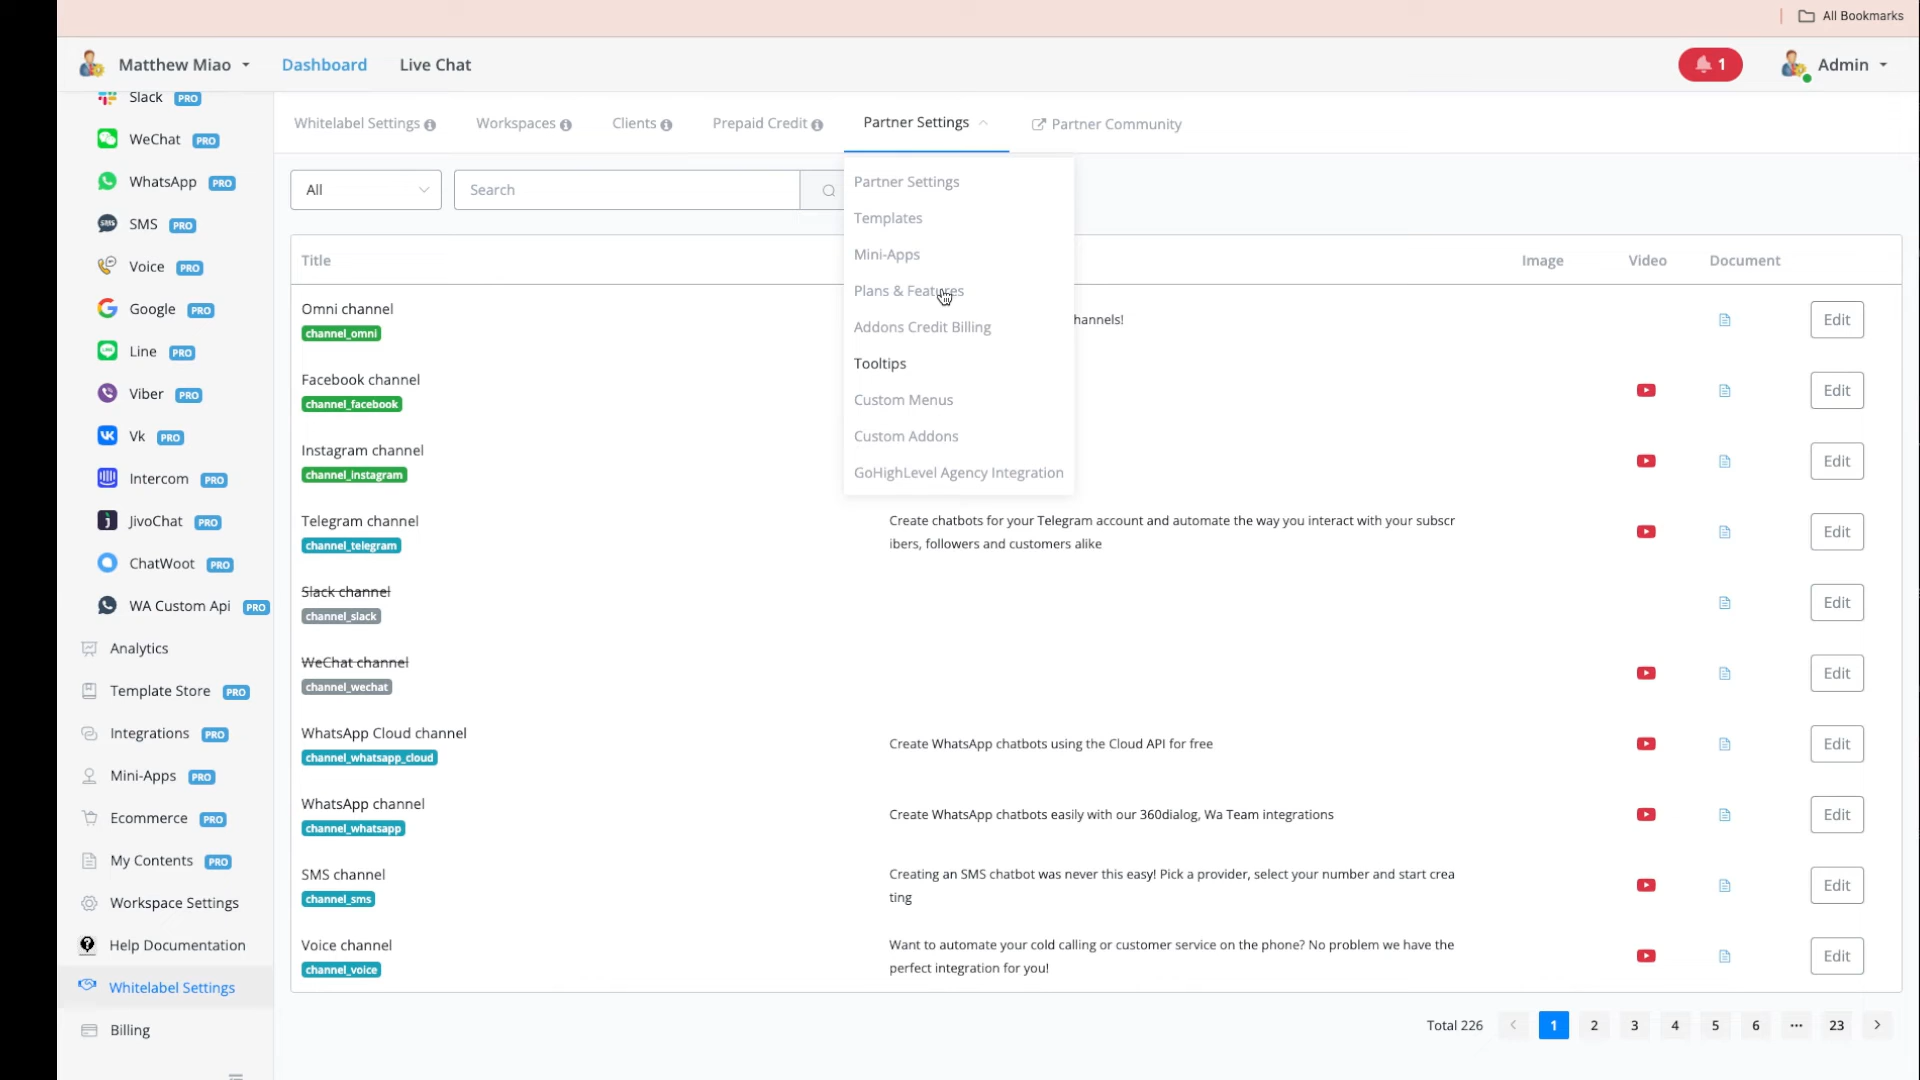 All Bookmarks
Matthew Miao
Dashboard
Live Chat
1
Admin
Slack PRO
WeChat PRO
WhatsApp PRO
SMS PRO
Voice PRO
Google PRO
Line PRO
Viber PRO
Vk PRO
Intercom PRO
JivoChat PRO
ChatWoot PRO
WA Custom Api PRO
Analytics
Template Store PRO
Integrations PRO
Mini-Apps PRO
Ecommerce PRO
My Contents PRO
Workspace Settings
Help Documentation
Whitelabel Settings
Billing
Whitelabel Settings
Workspaces
Clients
Prepaid Credit
Partner Settings
Partner Community
All
Search
Partner Settings
Templates
Mini-Apps
Plans & Features
Addons Credit Billing
Tooltips
Custom Menus
Custom Addons
GoHighLevel Agency Integration
Title
Image
Video
Document
Omni channel
channel_omni
hannels!
Edit
Facebook channel
channel_facebook
Edit
Instagram channel
channel_instagram
Edit
Telegram channel
channel_telegram
Create chatbots for your Telegram account and automate the way you interact with your subscr
ibers, followers and customers alike
Edit
Slack channel
channel_slack
Edit
WeChat channel
channel_wechat
Edit
WhatsApp Cloud channel
channel_whatsapp_cloud
Create WhatsApp chatbots using the Cloud API for free
Edit
WhatsApp channel
channel_whatsapp
Create WhatsApp chatbots easily with our 360dialog, Wa Team integrations
Edit
SMS channel
channel_sms
Creating an SMS chatbot was never this easy! Pick a provider, select your number and start crea
ting
Edit
Voice channel
channel_voice
Want to automate your cold calling or customer service on the phone? No problem we have the
perfect integration for you!
Edit
Total 226
1
2
3
4
5
6
···
23